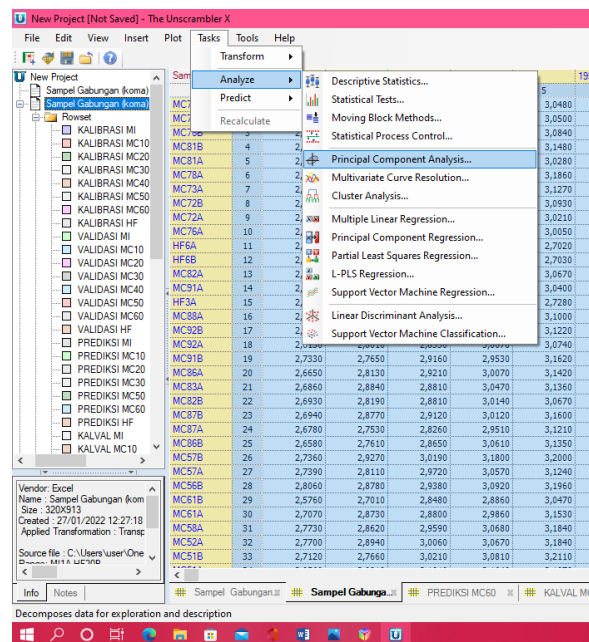 New Project [Not Saved] - The Unscrambler X
File Edit View Insert Plot Tasks Tools Help
Transform
Analyze
Predict
Recalculate
Descriptive Statistics...
Statistical Tests...
Moving Block Methods...
Statistical Process Control...
Principal Component Analysis...
Multivariate Curve Resolution...
Cluster Analysis...
Multiple Linear Regression...
Principal Component Regression...
Partial Least Squares Regression...
L-PLS Regression...
Support Vector Machine Regression...
Linear Discriminant Analysis...
Support Vector Machine Classification...
New Project
Sampel Gabungan (koma)
Sampel Gabungan (koma)
Rowset
KALIBRASI MI
KALIBRASI MC10
KALIBRASI MC20
KALIBRASI MC30
KALIBRASI MC40
KALIBRASI MC50
KALIBRASI MC60
KALIBRASI HF
VALIDASI MI
VALIDASI MC10
VALIDASI MC20
VALIDASI MC30
VALIDASI MC40
VALIDASI MC50
VALIDASI MC60
VALIDASI HF
PREDIKSI MI
PREDIKSI MC10
PREDIKSI MC20
PREDIKSI MC30
PREDIKSI MC50
PREDIKSI MC60
PREDIKSI HF
KALVAL MI
KALVAL MC10
5
3,0480
3,0500
3,0840
MC81B 4 3,1480
MC81A 5 3,0280
MC78A 6 3,1860
MC73A 7 3,1270
MC72B 8 3,0930
MC72A 9 3,0210
MC76A 10 3,0050
HF6A 11 2,7020
HF6B 12 2,7030
MC82A 13 3,0670
MC91A 14 3,0400
HF3A 15 2,7280
MC88A 16 3,1000
MC92B 17 3,1220
MC92A 18 3,0740
MC91B 19 2,7330 2,7650 2,9160 2,9530 3,1620
MC86A 20 2,6650 2,8130 2,9210 3,0070 3,1420
MC83A 21 2,6860 2,8840 2,8810 3,0470 3,1360
MC82B 22 2,6930 2,8190 2,8810 3,0140 3,0670
MC87B 23 2,6940 2,8770 2,9120 3,0120 3,1600
MC87A 24 2,6780 2,7530 2,8260 2,9510 3,1210
MC86B 25 2,6580 2,7610 2,8650 3,0610 3,1350
MC57B 26 2,7360 2,9270 3,0190 3,1800 3,2000
MC57A 27 2,7390 2,8110 2,9720 3,0570 3,1240
MC56B 28 2,8060 2,8780 2,9380 3,0920 3,1960
MC61B 29 2,5760 2,7010 2,8480 2,8860 3,0470
MC61A 30 2,7070 2,8730 2,8800 2,9860 3,1530
MC58A 31 2,7730 2,8620 2,9590 3,0680 3,1840
MC52A 32 2,7700 2,8940 3,0060 3,0670 3,1840
MC51B 33 2,7120 2,7660 3,0210 3,0810 3,2110
Vendor: Excel
Name : Sampel Gabungan (kom
Size : 320X913
Created : 27/01/2022 12:27:18
Applied Transformation : Transp
Source file : C:\Users\user\One
Info Notes
Sampel Gabungan Sampel Gabunga... PREDIKSI MC60 KALVAL M
Decomposes data for exploration and description